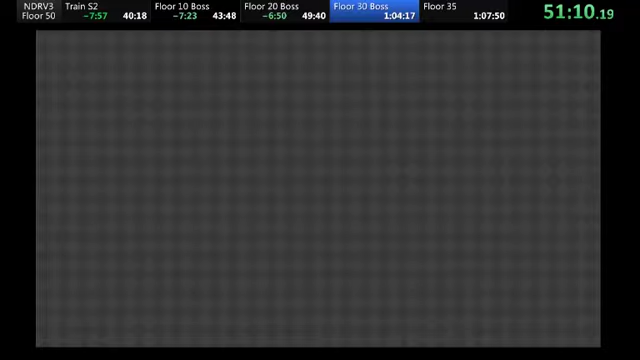 NDRV3 Train S2 Floor 10 Boss Floor 20 Boss Floor 30 Boss Floor 35
Floor 50 −7:57 40:18 −7:23 43:48 −6:50 49:40 1:04:17 1:07:50
51:10.19